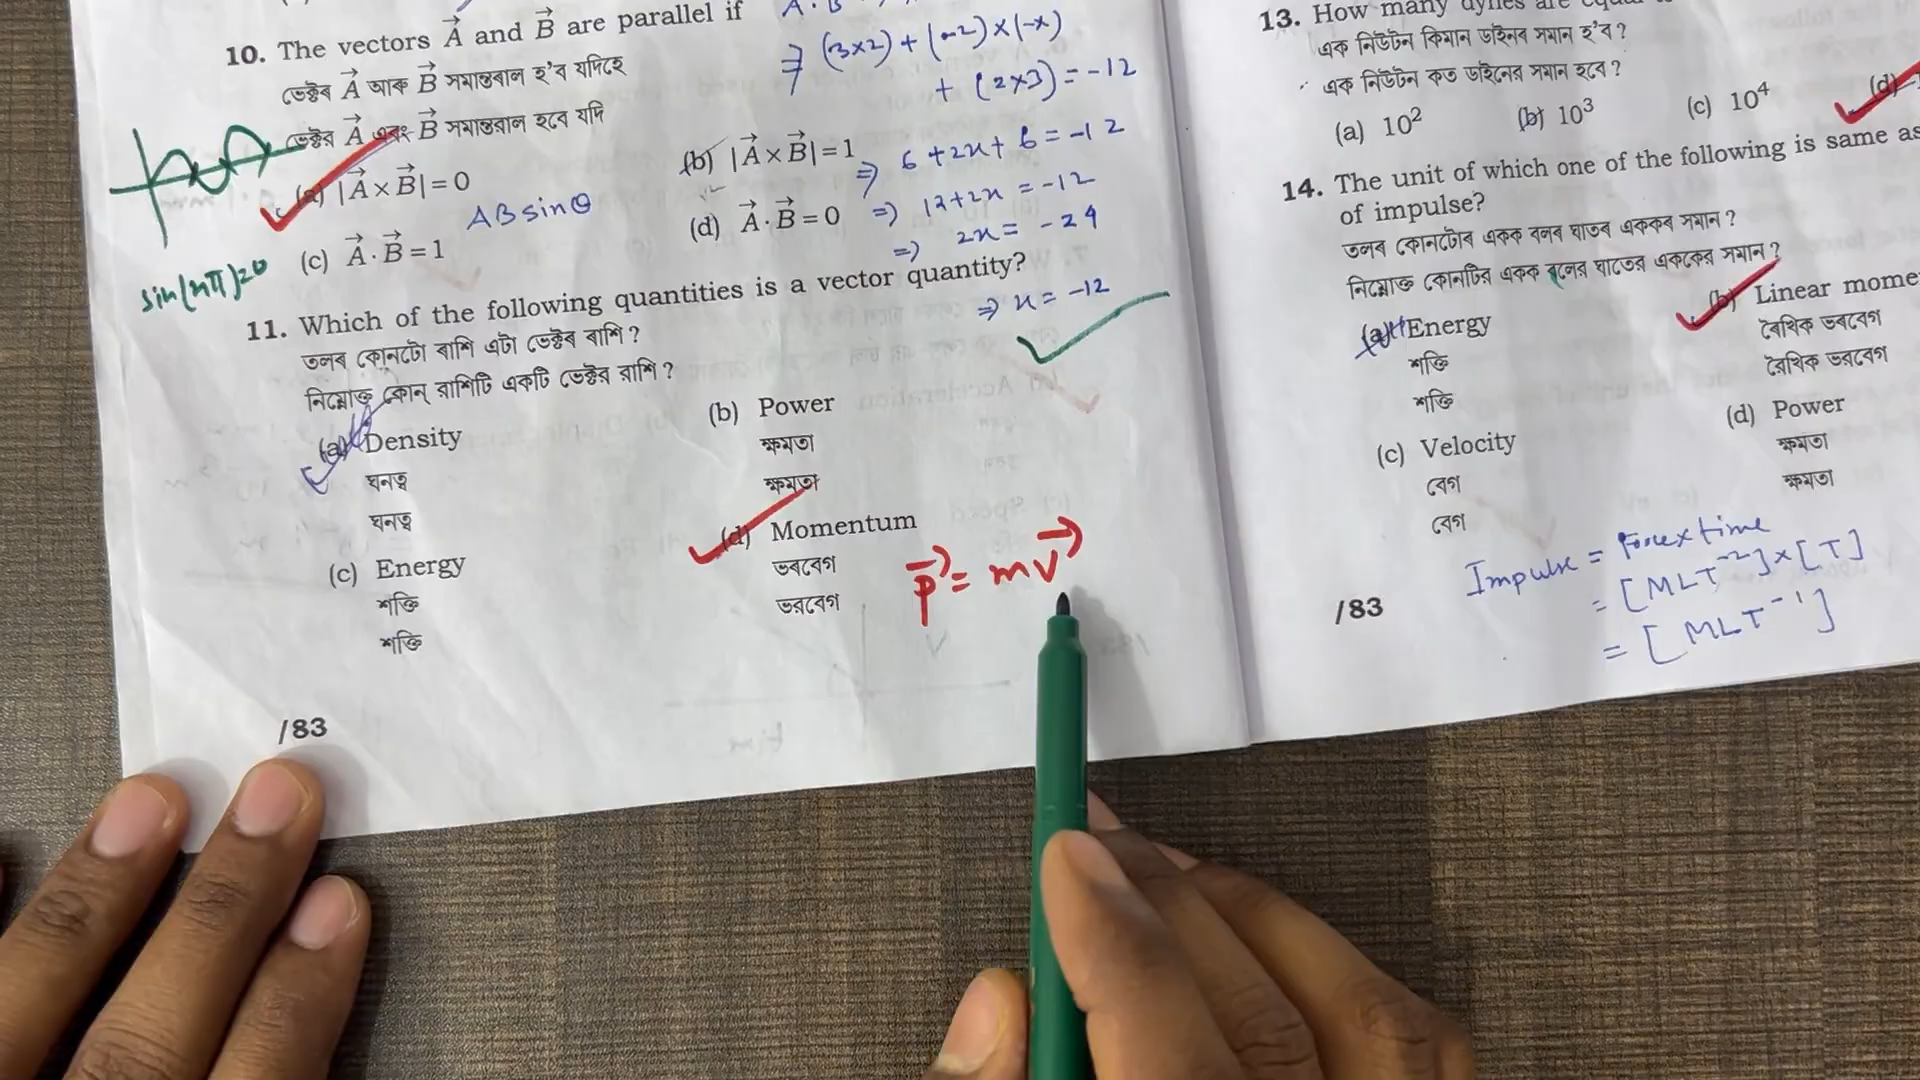 10. The vectors A⃗ and B⃗ are parallel if
ভেক্টৰ A⃗ আৰু B⃗ সমান্তৰাল হ'ব যদিহে
ভেক্টর A⃗ এবং B⃗ সমান্তরাল হবে যদি
(a) |A⃗ × B⃗| = 0
(b) |A⃗ × B⃗| = 1
AB sinθ
(c) A⃗ · B⃗ = 1
(d) A⃗ · B⃗ = 0
sin(nπ)=0
⇒ (3×2) + (-2)×(-x)
+ (2×3) = -12
⇒ 6 + 2x + 6 = -12
⇒ 12 + 2x = -12
⇒ 2x = -24
⇒ x = -12
11. Which of the following quantities is a vector quantity?
তলৰ কোনটো ৰাশি এটা ভেক্টৰ ৰাশি ?
নিম্নোক্ত কোন্ রাশিটি একটি ভেক্টর রাশি ?
(a) Density
ঘনত্ব
ঘনত্ব
(b) Power
ক্ষমতা
ক্ষমতা
(c) Energy
শক্তি
শক্তি
(d) Momentum
ভৰবেগ
ভরবেগ
p⃗ = mv⃗
/83
13. How many dynes are equal
এক নিউটন কিমান ডাইনৰ সমান হ'ব ?
এক নিউটন কত ডাইনের সমান হবে ?
(a) 10²
(b) 10³
(c) 10⁴
(d)
14. The unit of which one of the following is same as
of impulse?
তলৰ কোনটোৰ একক বলৰ ঘাতৰ এককৰ সমান ?
নিম্নোক্ত কোনটির একক বলের ঘাতের এককের সমান ?
(a) Energy
শক্তি
শক্তি
(b) Linear mome
ৰৈখিক ভৰবেগ
রৈখিক ভরবেগ
(c) Velocity
বেগ
বেগ
(d) Power
ক্ষমতা
ক্ষমতা
Impulse = Force × time
= [MLT⁻²] × [T]
= [MLT⁻¹]
/83